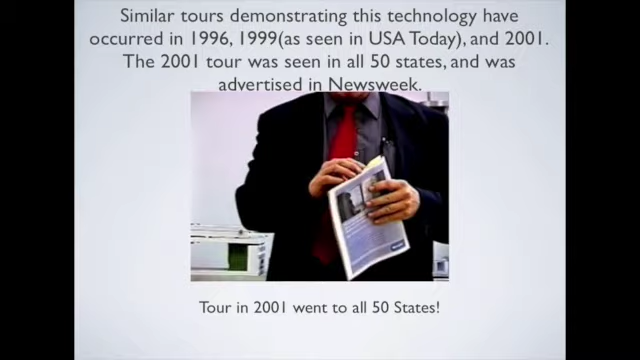 Similar tours demonstrating this technology have
occurred in 1996, 1999(as seen in USA Today), and 2001.
The 2001 tour was seen in all 50 states, and was
advertised in Newsweek.
Tour in 2001 went to all 50 States!